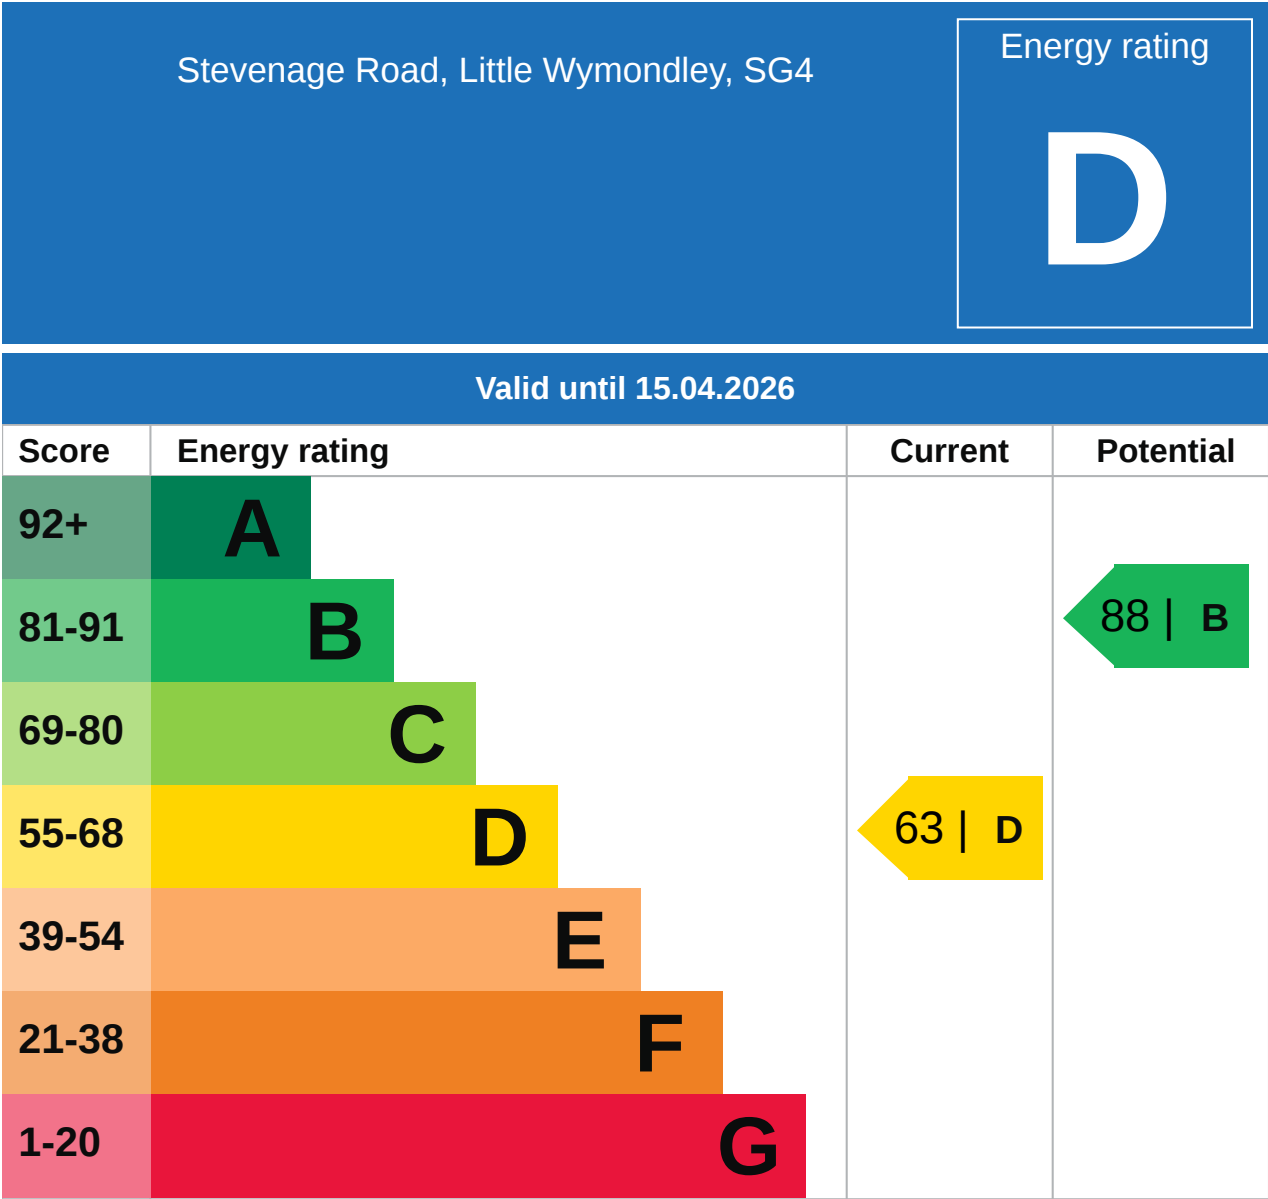 Stevenage Road, Little Wymondley, SG4
Energy rating
D
Valid until 15.04.2026
Score Energy rating Current Potential
92+ A
81-91 B
88 | B
69-80 C
55-68 D
63 | D
39-54 E
21-38 F
1-20 G